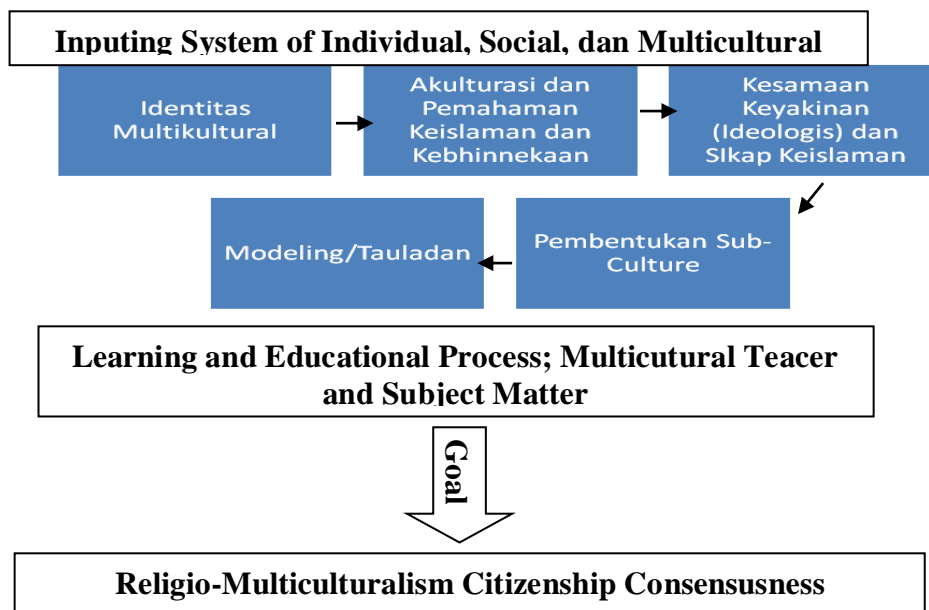 Inputing System of Individual, Social, dan Multicultural
Identitas
Multikultural
Akulturasi dan
Pemahaman
Keislaman dan
Kebhinnekaan
Kesamaan
Keyakinan
(Ideologis) dan
SIkap Keislaman
Modeling/Tauladan
Pembentukan Sub-
Culture
Learning and Educational Process; Multicutural Teacer
and Subject Matter
Goal
Religio-Multiculturalism Citizenship Consensusness